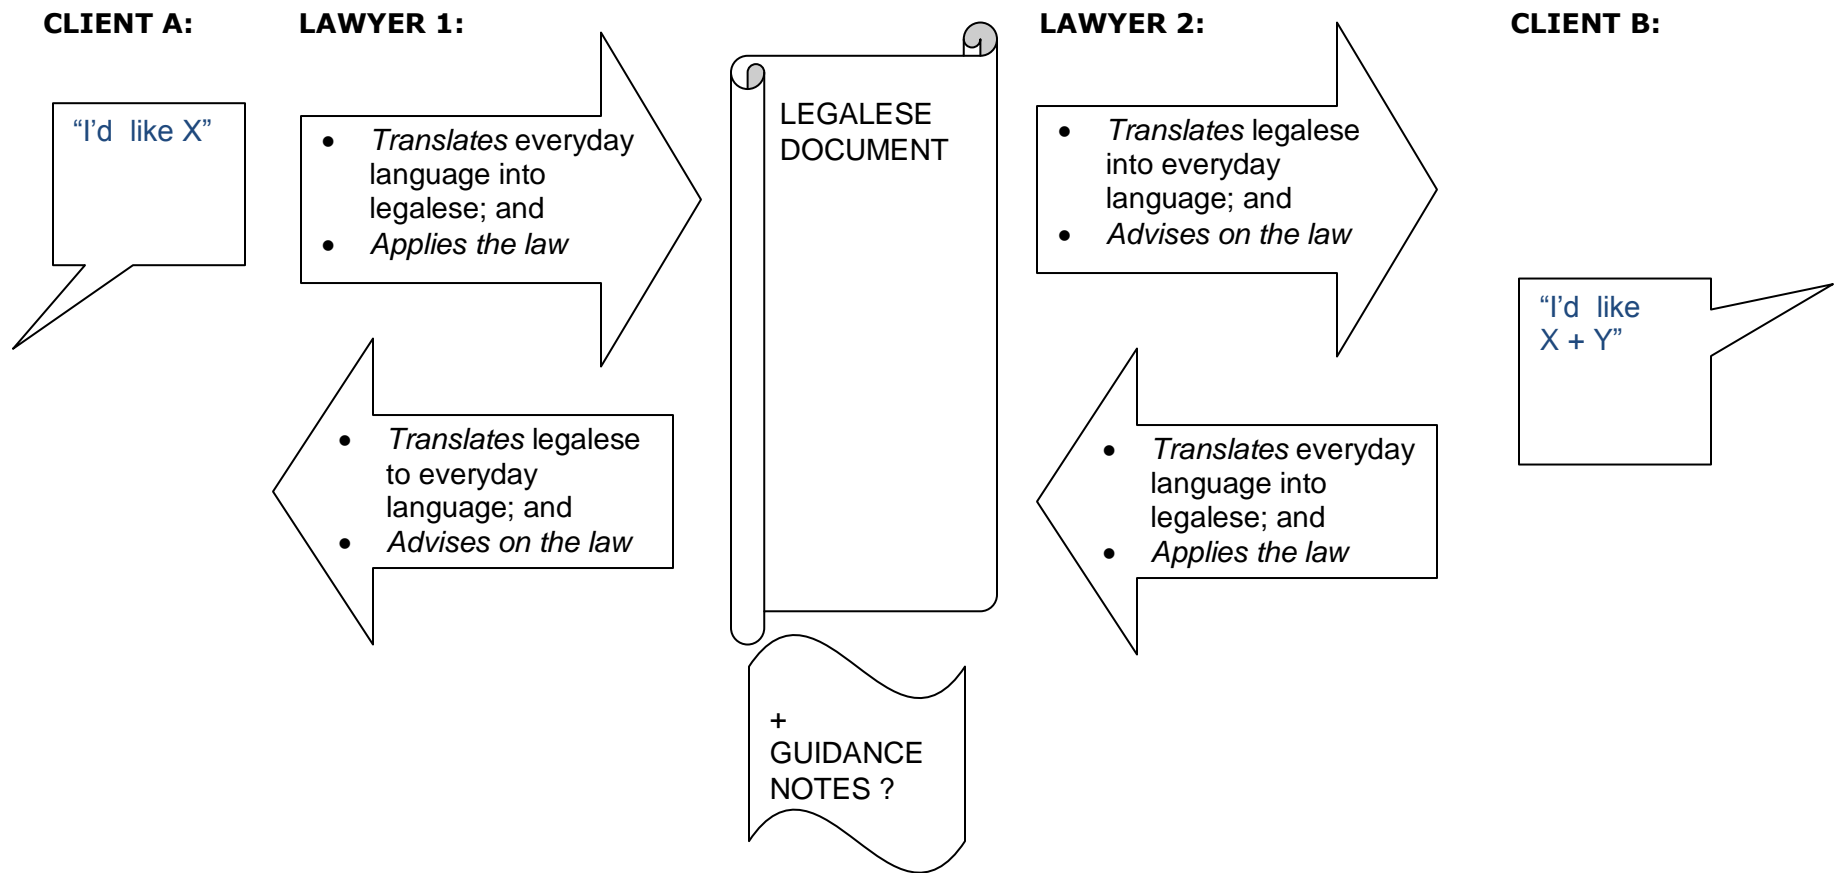 CLIENT A:
LAWYER 1:
LAWYER 2:
CLIENT B:
“I’d like X”
• Translates everyday
language into
legalese; and
• Applies the law
LEGALESE
DOCUMENT
• Translates legalese
into everyday
language; and
• Advises on the law
“I’d like
X + Y”
• Translates legalese
to everyday
language; and
• Advises on the law
• Translates everyday
language into
legalese; and
• Applies the law
+
GUIDANCE
NOTES ?